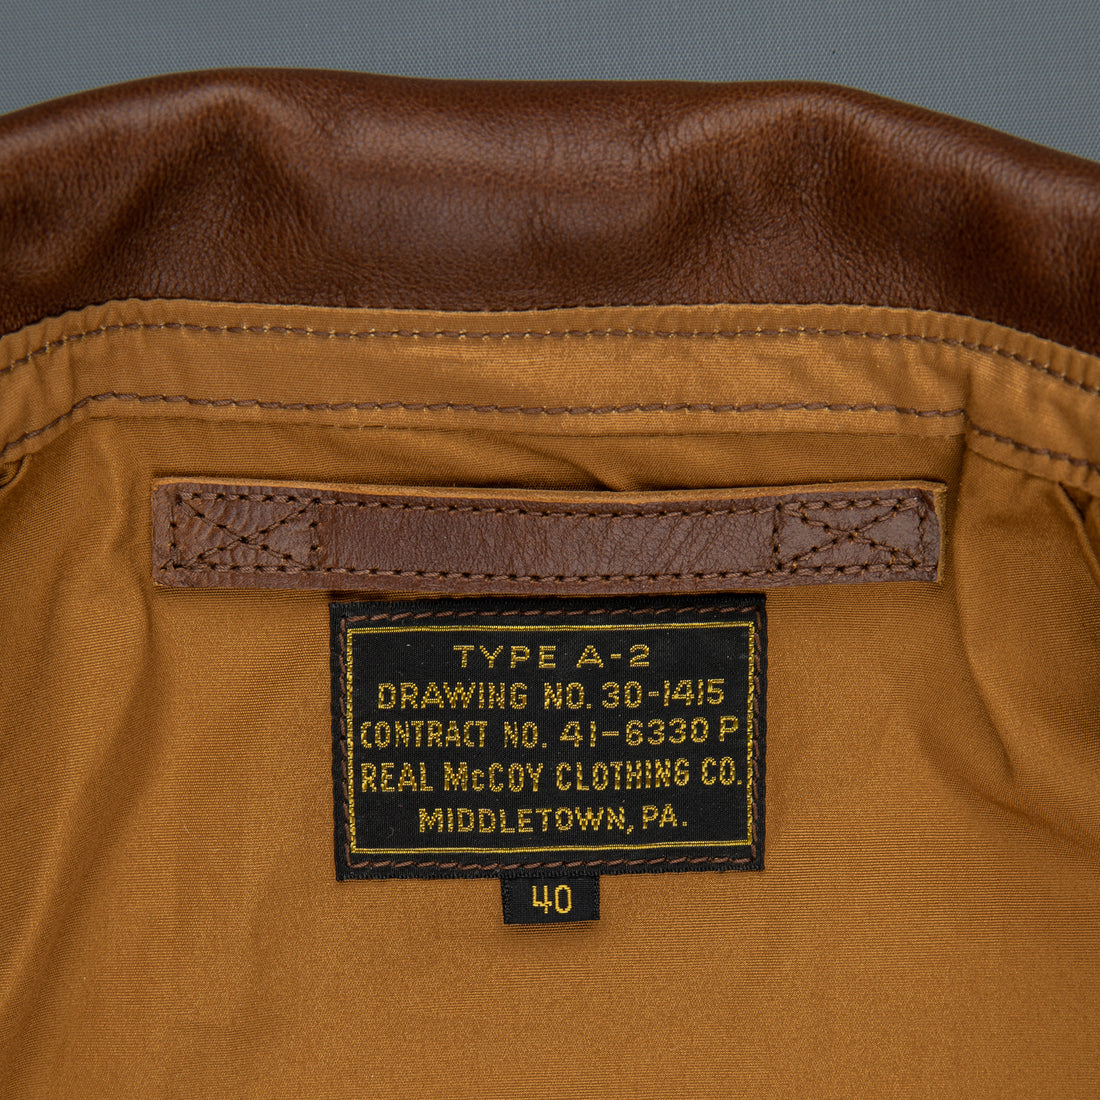 TYPE A-2
DRAWING NO. 30-1415
CONTRACT NO. 41-6330 P
REAL McCOY CLOTHING CO.
MIDDLETOWN, PA.
40